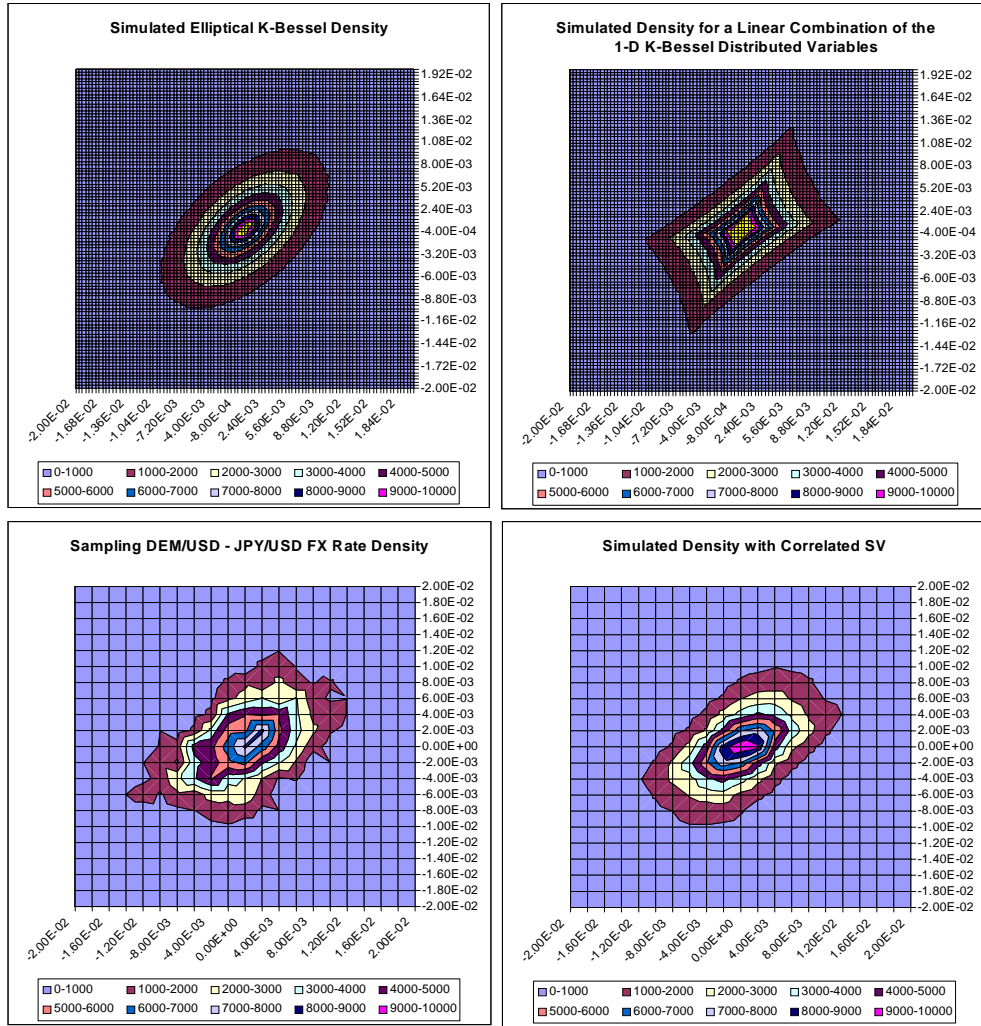 Simulated Elliptical K-Bessel Density
1.92E-02
1.64E-02
1.36E-02
1.08E-02
8.00E-03
5.20E-03
2.40E-03
-4.00E-04
-3.20E-03
-6.00E-03
-8.80E-03
-1.16E-02
-1.44E-02
-1.72E-02
-2.00E-02
-2.00E-02
-1.68E-02
-1.36E-02
-1.04E-02
-7.20E-03
-4.00E-03
-8.00E-04
2.40E-03
5.60E-03
8.80E-03
1.20E-02
1.52E-02
1.84E-02
0-1000 1000-2000 2000-3000 3000-4000 4000-5000
5000-6000 6000-7000 7000-8000 8000-9000 9000-10000
Simulated Density for a Linear Combination of the
1-D K-Bessel Distributed Variables
1.92E-02
1.64E-02
1.36E-02
1.08E-02
8.00E-03
5.20E-03
2.40E-03
-4.00E-04
-3.20E-03
-6.00E-03
-8.80E-03
-1.16E-02
-1.44E-02
-1.72E-02
-2.00E-02
-2.00E-02
-1.68E-02
-1.36E-02
-1.04E-02
-7.20E-03
-4.00E-03
-8.00E-04
2.40E-03
5.60E-03
8.80E-03
1.20E-02
1.52E-02
1.84E-02
0-1000 1000-2000 2000-3000 3000-4000 4000-5000
5000-6000 6000-7000 7000-8000 8000-9000 9000-10000
Sampling DEM/USD - JPY/USD FX Rate Density
2.00E-02
1.80E-02
1.60E-02
1.40E-02
1.20E-02
1.00E-02
8.00E-03
6.00E-03
4.00E-03
2.00E-03
0.00E+00
-2.00E-03
-4.00E-03
-6.00E-03
-8.00E-03
-1.00E-02
-1.20E-02
-1.40E-02
-1.60E-02
-1.80E-02
-2.00E-02
-2.00E-02
-1.60E-02
-1.20E-02
-8.00E-03
-4.00E-03
0.00E+00
4.00E-03
8.00E-03
1.20E-02
1.60E-02
2.00E-02
0-1000 1000-2000 2000-3000 3000-4000 4000-5000
5000-6000 6000-7000 7000-8000 8000-9000 9000-10000
Simulated Density with Correlated SV
2.00E-02
1.80E-02
1.60E-02
1.40E-02
1.20E-02
1.00E-02
8.00E-03
6.00E-03
4.00E-03
2.00E-03
0.00E+00
-2.00E-03
-4.00E-03
-6.00E-03
-8.00E-03
-1.00E-02
-1.20E-02
-1.40E-02
-1.60E-02
-1.80E-02
-2.00E-02
-2.00E-02
-1.60E-02
-1.20E-02
-8.00E-03
-4.00E-03
0.00E+00
4.00E-03
8.00E-03
1.20E-02
1.60E-02
2.00E-02
0-1000 1000-2000 2000-3000 3000-4000 4000-5000
5000-6000 6000-7000 7000-8000 8000-9000 9000-10000